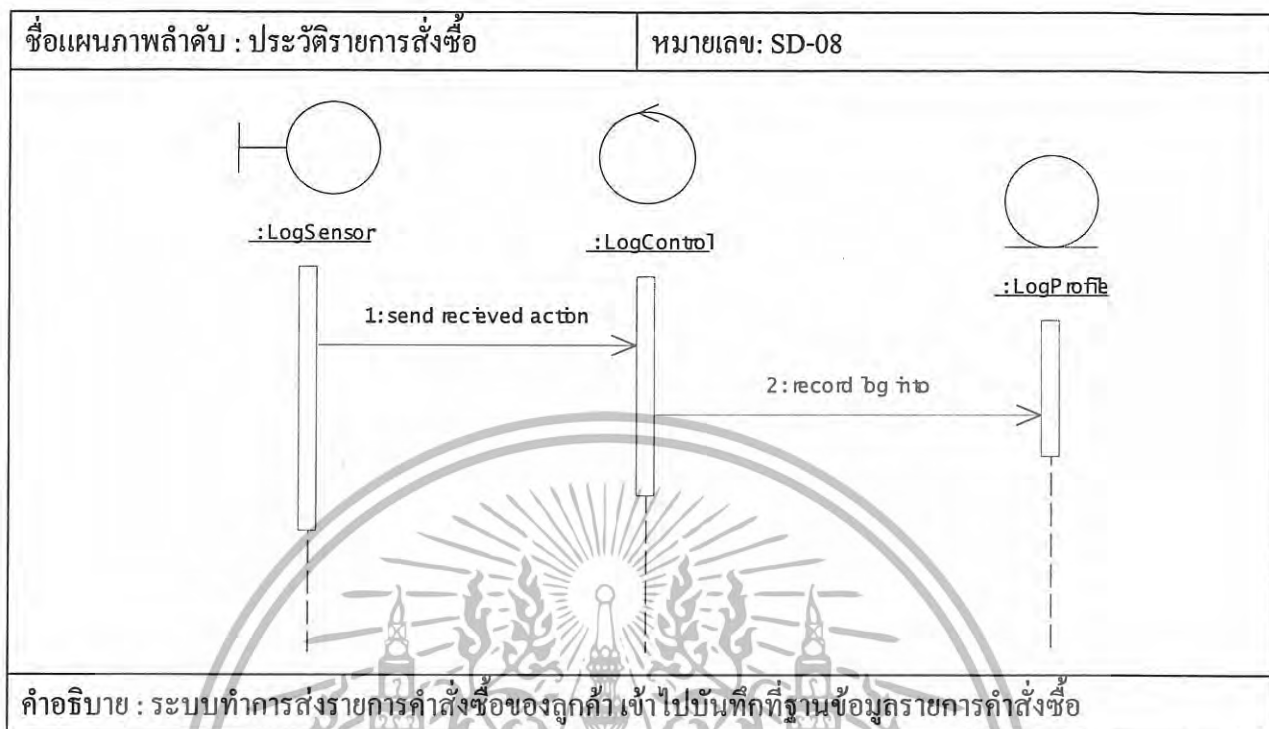 ชื่อแผนภาพลำดับ : ประวัติรายการสั่งซื้อ
หมายเลข: SD-08
:LogSensor
:LogControl
:LogProfile
1:send recieved action
2:record log into
คำอธิบาย : ระบบทำการส่งรายการคำสั่งซื้อของลูกค้า เข้าไปบันทึกที่ฐานข้อมูลรายการคำสั่งซื้อ